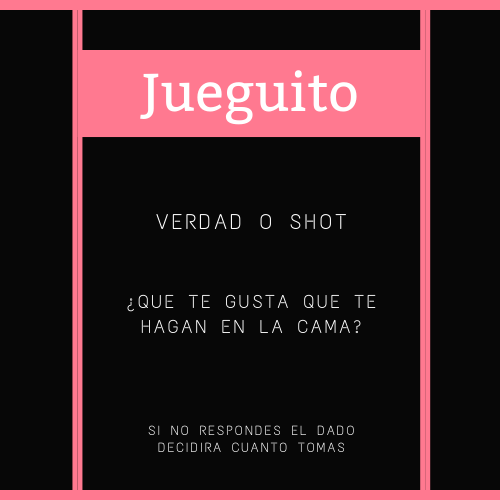 Jueguito
VERDAD O SHOT
¿QUE TE GUSTA QUE TE
HAGAN EN LA CAMA?
SI NO RESPONDES EL DADO
DECIDIRA CUANTO TOMAS